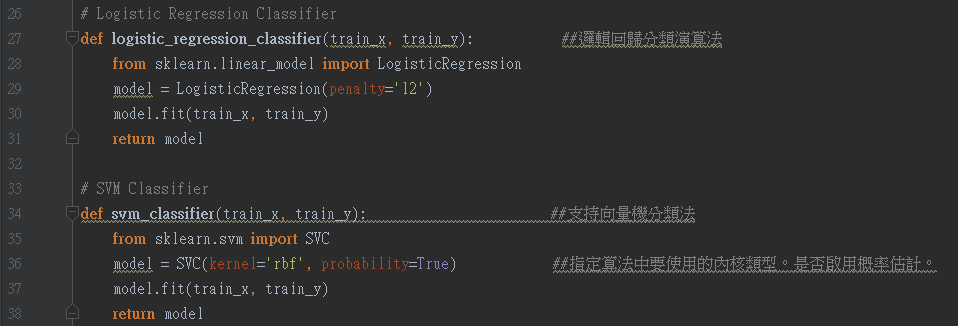 26 # Logistic Regression Classifier
27 def logistic_regression_classifier(train_x, train_y): ##邏輯回歸分類演算法
28 from sklearn.linear_model import LogisticRegression
29 model = LogisticRegression(penalty='l2')
30 model.fit(train_x, train_y)
31 return model
32
33 # SVM Classifier
34 def svm_classifier(train_x, train_y): ##支持向量機分類法
35 from sklearn.svm import SVC
36 model = SVC(kernel='rbf', probability=True) ##指定算法中要使用的內核類型。是否啟用概率估計。
37 model.fit(train_x, train_y)
38 return model